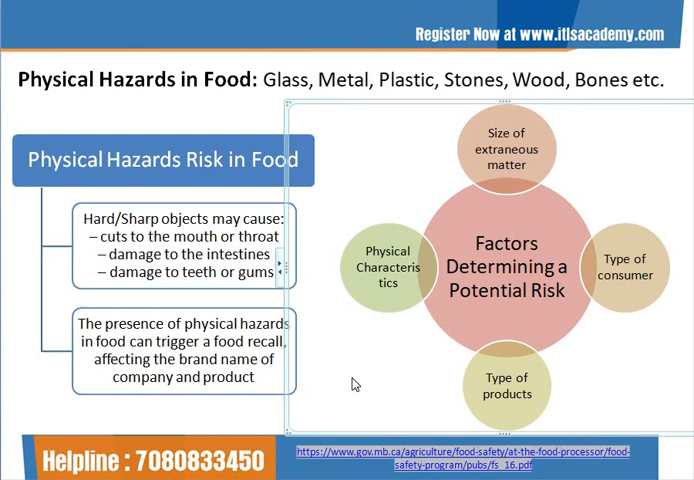 Register Now at www.itlsacademy.com
Physical Hazards in Food: Glass, Metal, Plastic, Stones, Wood, Bones etc.
Physical Hazards Risk in Food
Hard/Sharp objects may cause:
– cuts to the mouth or throat
– damage to the intestines
– damage to teeth or gums
The presence of physical hazards
in food can trigger a food recall,
affecting the brand name of
company and product
Size of
extraneous
matter
Physical
Characteris
tics
Factors
Determining a
Potential Risk
Type of
consumer
Type of
products
Helpline : 7080833450
https://www.gov.mb.ca/agriculture/food-safety/at-the-food-processor/food-
safety-program/pubs/fs_16.pdf